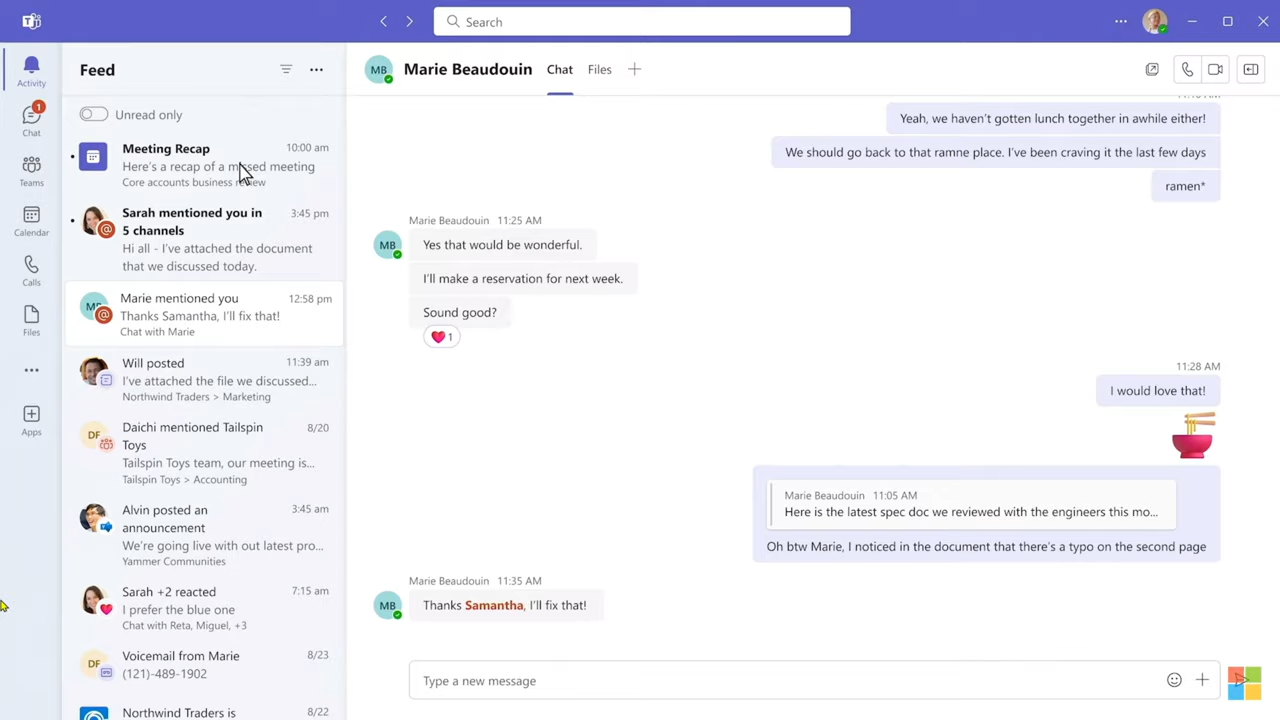 Search
Activity
1
Chat
Teams
Calendar
Calls
Files
Apps
Feed
Unread only
Meeting Recap 10:00 am
Here's a recap of a missed meeting
Core accounts business review
Sarah mentioned you in 3:45 pm
5 channels
Hi all - I've attached the document
that we discussed today.
MB
Marie mentioned you 12:58 pm
Thanks Samantha, I'll fix that!
Chat with Marie
Will posted 11:39 am
I've attached the file we discussed...
Northwind Traders > Marketing
DF
Daichi mentioned Tailspin 8/20
Toys
Tailspin Toys team, our meeting is...
Tailspin Toys > Accounting
Alvin posted an 3:45 am
announcement
We're going live with out latest pro...
Yammer Communities
Sarah +2 reacted 7:15 am
I prefer the blue one
Chat with Reta, Miguel, +3
DF
Voicemail from Marie 8/23
(121)-489-1902
Northwind Traders is 8/22
MB Marie Beaudouin Chat Files
Yeah, we haven't gotten lunch together in awhile either!
We should go back to that ramne place. I've been craving it the last few days
ramen*
Marie Beaudouin 11:25 AM
MB
Yes that would be wonderful.
I'll make a reservation for next week.
Sound good?
1
11:28 AM
I would love that!
Marie Beaudouin 11:05 AM
Here is the latest spec doc we reviewed with the engineers this mo...
Oh btw Marie, I noticed in the document that there's a typo on the second page
Marie Beaudouin 11:35 AM
MB
Thanks Samantha, I'll fix that!
Type a new message